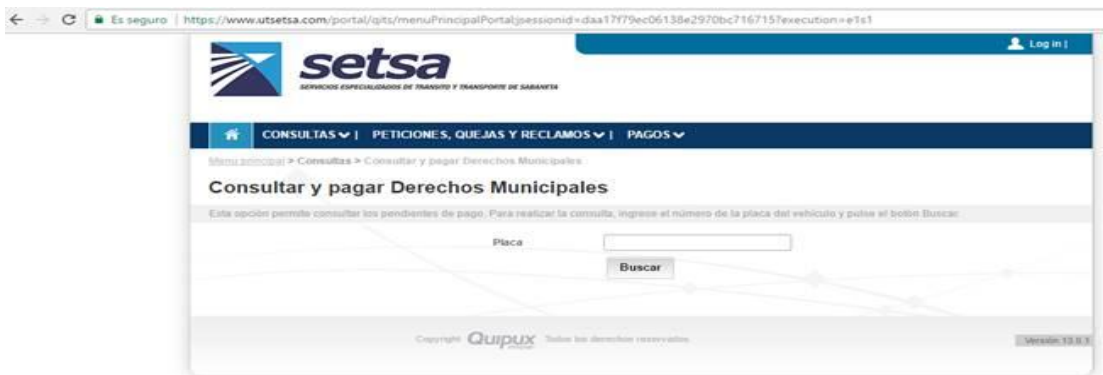 Es seguro | https://www.utsetsa.com/portal/qits/menuPrincipalPortal;jsessionid=daa17f79ec06138e2970bc716715?execution=e1s1
Log in |
setsa
SERVICIOS ESPECIALIZADOS DE TRANSITO Y TRANSPORTE DE SABANETA
CONSULTAS | PETICIONES, QUEJAS Y RECLAMOS | PAGOS
Menu principal > Consultas > Consultar y pagar Derechos Municipales
Consultar y pagar Derechos Municipales
Esta opción permite consultar los pendientes de pago. Para realizar la consulta, ingrese el número de la placa del vehículo y pulse el botón Buscar.
Placa
Buscar
Copyright Quipux Todos los derechos reservados
Versión 13.8.1